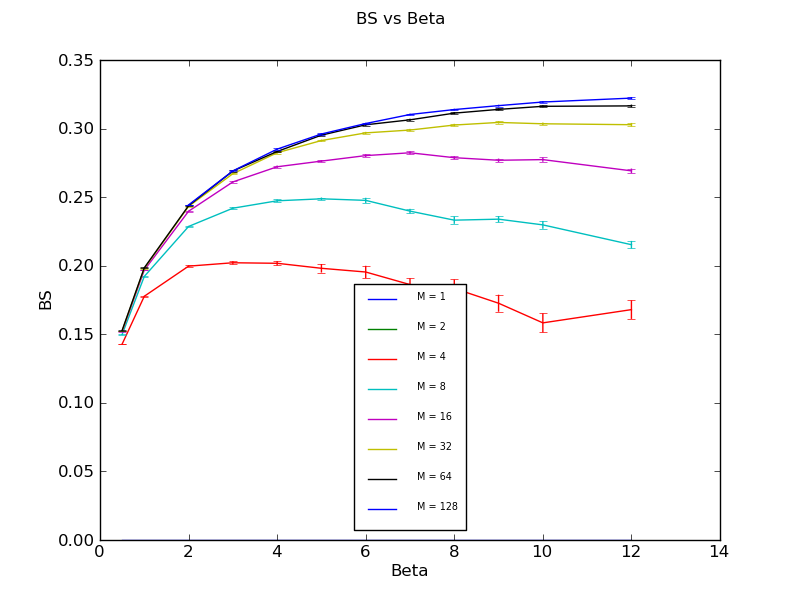 BS vs Beta
0.35
0.30
0.25
0.20
0.15
0.10
0.05
0.00
BS
M = 1
M = 2
M = 4
M = 8
M = 16
M = 32
M = 64
M = 128
0 2 4 6 8 10 12 14
Beta